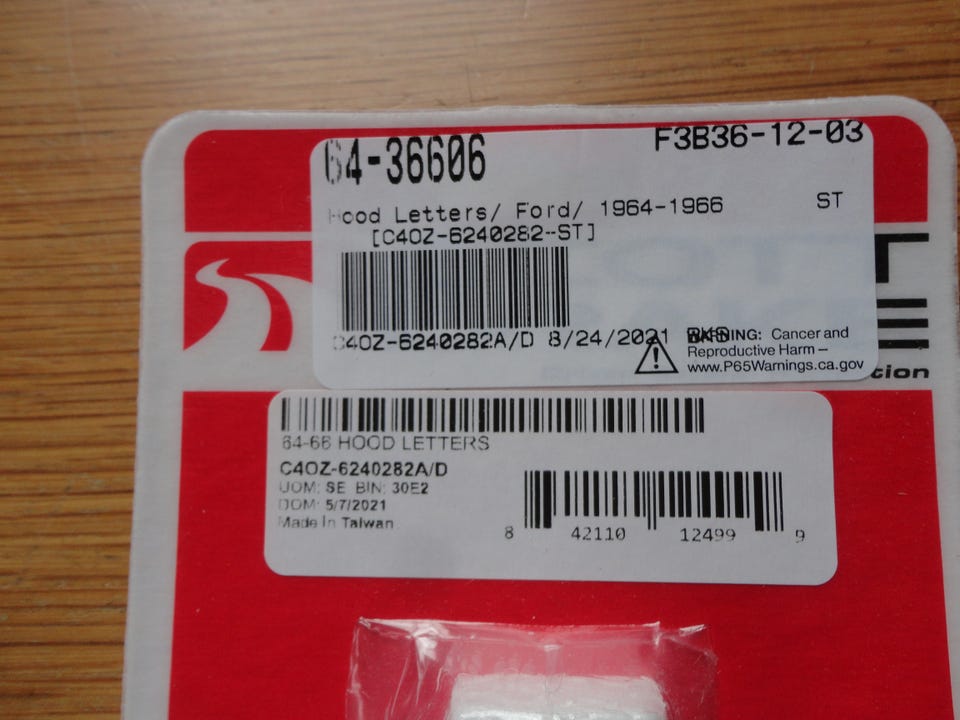 64-36606
F3B36-12-03
Hood Letters/ Ford/ 1964-1966 ST
[C4OZ-6240282--ST]
C4OZ-6240282A/D 8/24/2021
WARNING: Cancer and
Reproductive Harm –
www.P65Warnings.ca.gov
64-66 HOOD LETTERS
C4OZ-6240282A/D
UOM: SE BIN: 30E2
DOM: 5/7/2021
Made In Taiwan
8 42110 12499 9